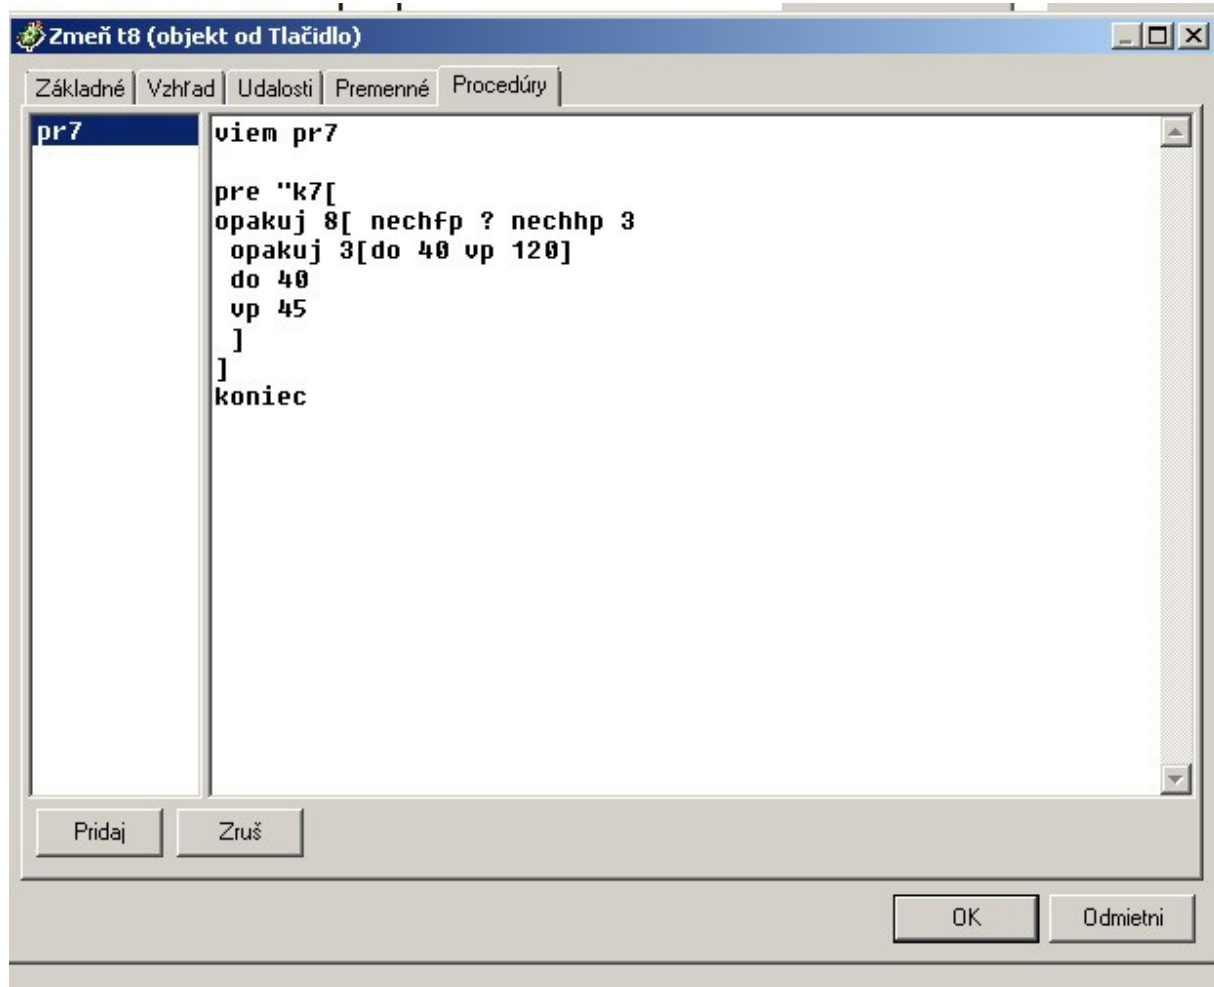 Zmeň t8 (objekt od Tlačidlo)
Základné Vzhľad Udalosti Premenné Procedúry
pr7
viem pr7
pre "k7[
opakuj 8[ nechfp ? nechhp 3
opakuj 3[do 40 vp 120]
do 40
vp 45
]
]
koniec
Pridaj Zruš
OK Odmietni